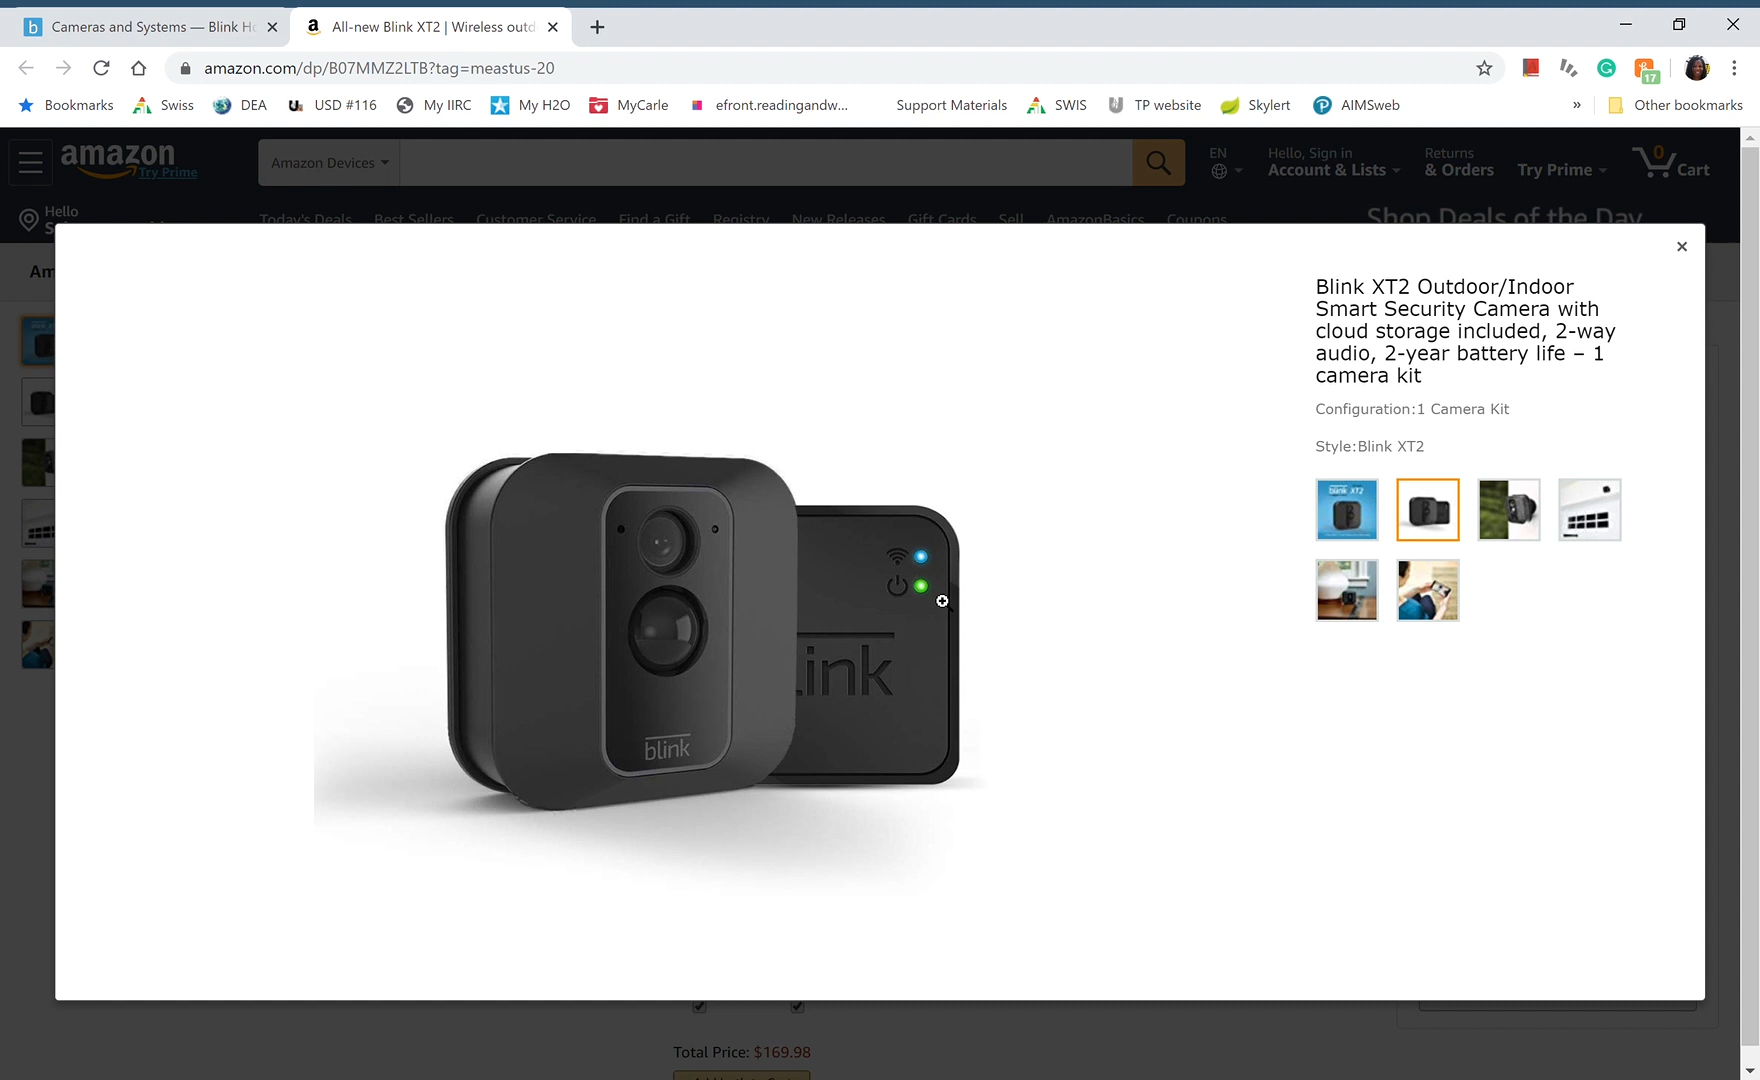 Cameras and Systems — Blink Ho
All-new Blink XT2 | Wireless outd
amazon.com/dp/B07MMZ2LTB?tag=meastus-20
17
Bookmarks Swiss DEA USD #116 My IIRC My H2O MyCarle efront.readingandw... Support Materials SWIS TP website Skylert AIMSweb » Other bookmarks
amazon
Try Prime
Amazon Devices
EN
Hello, Sign in
Account & Lists
Returns
& Orders
Try Prime
0
Cart
Hello
Today's Deals Best Sellers Customer Service Find a Gift Registry New Releases Gift Cards Sell AmazonBasics Coupons
Shop Deals of the Day
Am
Blink XT2 Outdoor/Indoor
Smart Security Camera with
cloud storage included, 2-way
audio, 2-year battery life – 1
camera kit
Configuration:1 Camera Kit
Style:Blink XT2
blink XT2
blink
ink
Total Price: $169.98